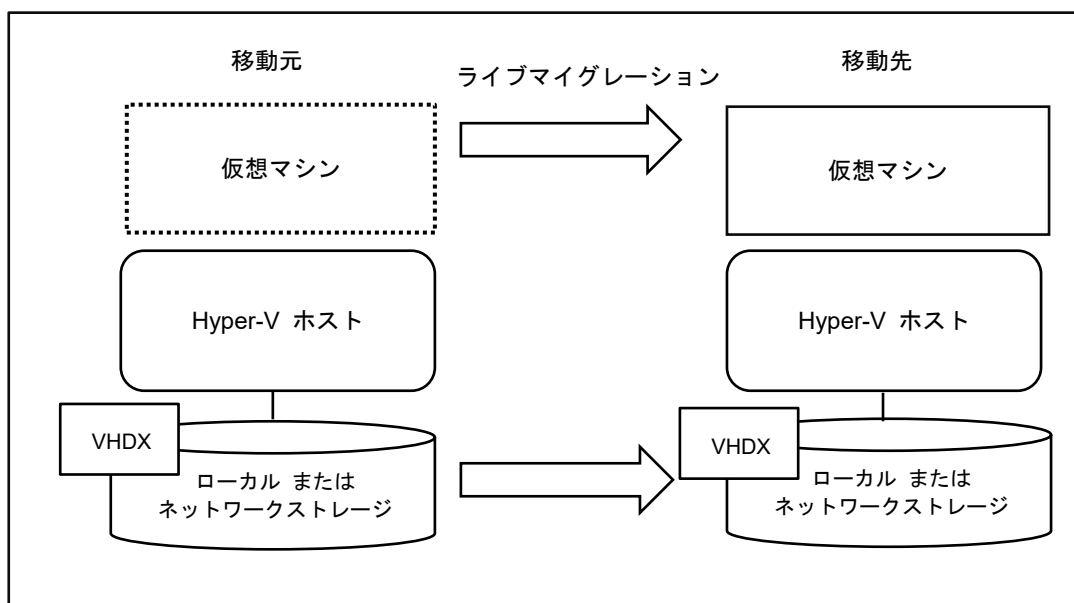 移動元
ライブマイグレーション
移動先
仮想マシン
仮想マシン
Hyper-V ホスト
Hyper-V ホスト
VHDX
VHDX
ローカル または
ネットワークストレージ
ローカル または
ネットワークストレージ